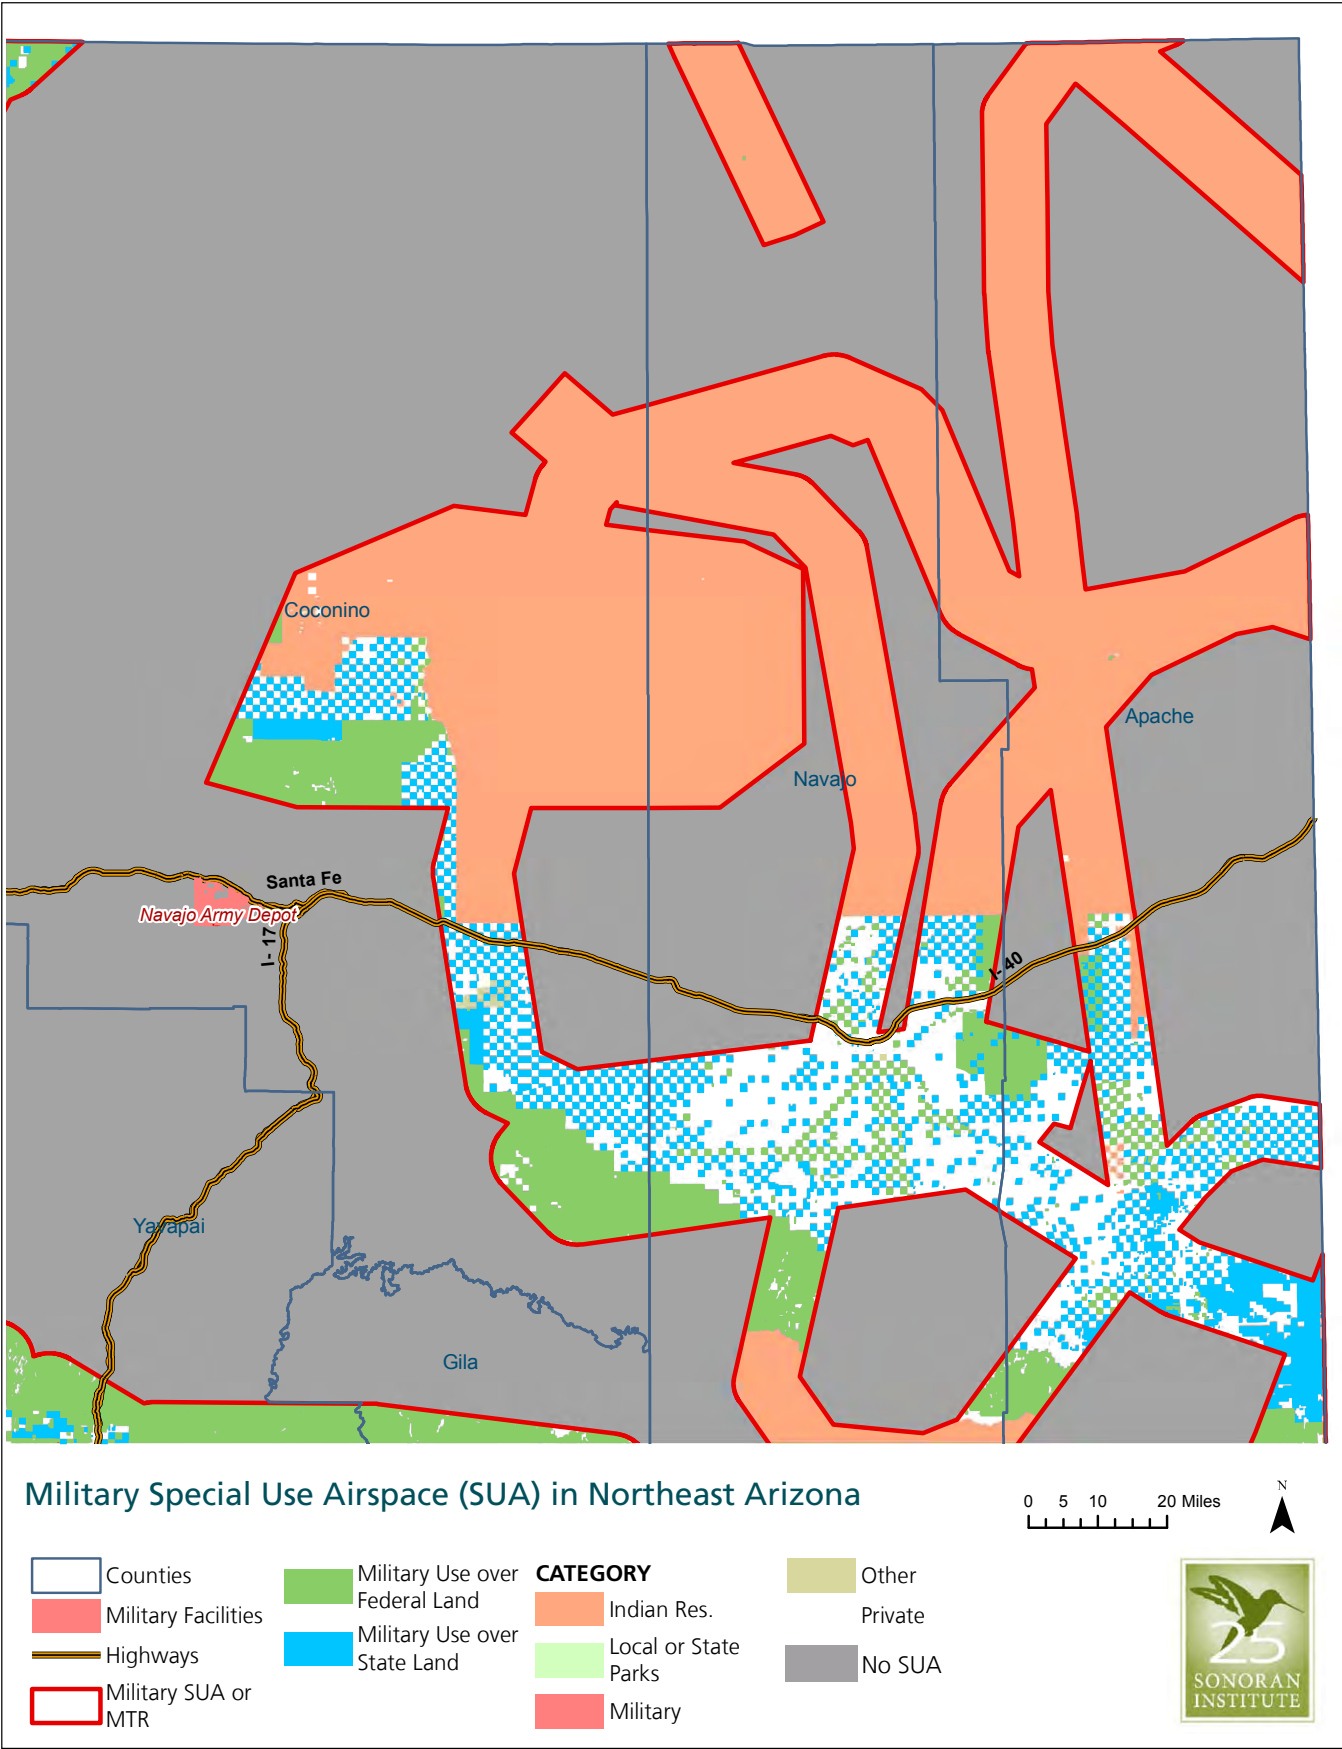 Coconino
Apache
Navajo
Santa Fe
Navajo Army Depot
I- 17
I- 40
Yavapai
Gila
Military Special Use Airspace (SUA) in Northeast Arizona
0 5 10 20 Miles
N
Counties
Military Facilities
Highways
Military SUA or
MTR
Military Use over
Federal Land
Military Use over
State Land
CATEGORY
Indian Res.
Local or State
Parks
Military
Other
Private
No SUA
25
SONORAN
INSTITUTE